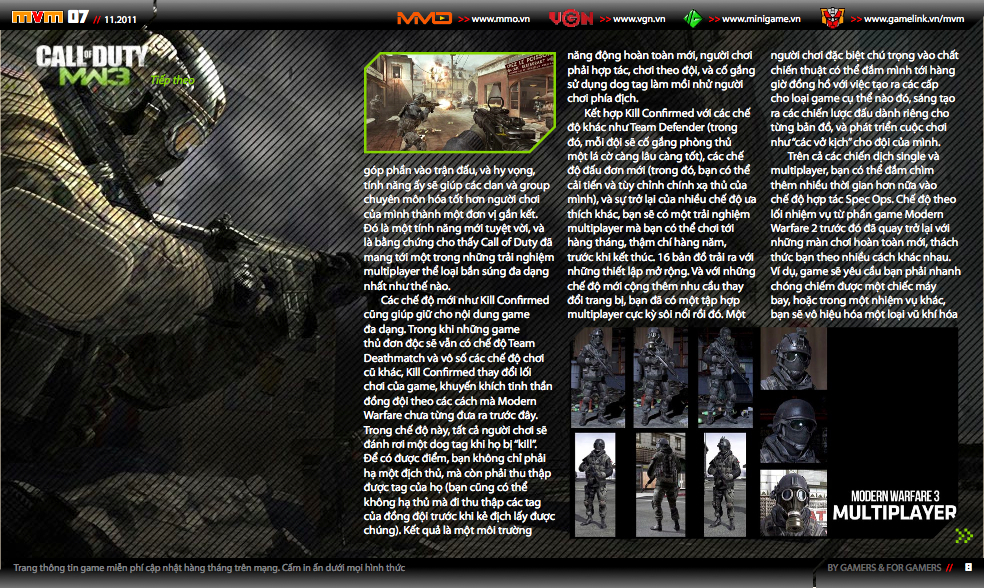 mvm 07 // 11.2011
MMO >> www.mmo.vn
VGN >> www.vgn.vn
>> www.minigame.vn
>> www.gamelink.vn/mvm
CALL OF DUTY
MW3
Tiếp theo
góp phần vào trận đấu, và hy vọng,
tính năng ấy sẽ giúp các clan và group
chuyên môn hóa tốt hơn người chơi
của mình thành một đơn vị gắn kết.
Đó là một tính năng mới tuyệt vời, và
là bằng chứng cho thấy Call of Duty đã
mang tới một trong những trải nghiệm
multiplayer thể loại bắn súng đa dạng
nhất như thế nào.
Các chế độ mới như Kill Confirmed
cũng giúp giữ cho nội dung game
đa dạng. Trong khi những game
thủ đơn độc sẽ vẫn có chế độ Team
Deathmatch và vô số các chế độ chơi
cũ khác, Kill Confirmed thay đổi lối
chơi của game, khuyến khích tinh thần
đồng đội theo các cách mà Modern
Warfare chưa từng đưa ra trước đây.
Trong chế độ này, tất cả người chơi sẽ
đánh rơi một dog tag khi họ bị “kill”.
Để có được điểm, bạn không chỉ phải
hạ một địch thủ, mà còn phải thu thập
được tag của họ (bạn cũng có thể
không hạ thủ mà đi thu thập các tag
của đồng đội trước khi kẻ địch lấy được
chúng). Kết quả là một môi trường
năng động hoàn toàn mới, người chơi
phải hợp tác, chơi theo đội, và cố gắng
sử dụng dog tag làm mồi nhử người
chơi phía địch.
Kết hợp Kill Confirmed với các chế
độ khác như Team Defender (trong
đó, mỗi đội sẽ cố gắng phòng thủ
một lá cờ càng lâu càng tốt), các chế
độ đấu đơn mới (trong đó, bạn có thể
cải tiến và tùy chỉnh chính xạ thủ của
mình), và sự trở lại của nhiều chế độ ưa
thích khác, bạn sẽ có một trải nghiệm
multiplayer mà bạn có thể chơi tới
hàng tháng, thậm chí hàng năm,
trước khi kết thúc. 16 bản đồ trải ra với
những thiết lập mở rộng. Và với những
chế độ mới cộng thêm nhu cầu thay
đổi trang bị, bạn đã có một tập hợp
multiplayer cực kỳ sôi nổi rồi đó. Một
người chơi đặc biệt chú trọng vào chất
chiến thuật có thể đắm mình tới hàng
giờ đồng hồ với việc tạo ra các cấp
cho loại game cụ thể nào đó, sáng tạo
ra các chiến lược đấu dành riêng cho
từng bản đồ, và phát triển cuộc chơi
như “các vở kịch” cho đội của mình.
Trên cả các chiến dịch single và
multiplayer, bạn có thể đắm chìm
thêm nhiều thời gian hơn nữa vào
chế độ hợp tác Spec Ops. Chế độ theo
lối nhiệm vụ từ phần game Modern
Warfare 2 trước đó đã quay trở lại với
những màn chơi hoàn toàn mới, thách
thức bạn theo nhiều cách khác nhau.
Ví dụ, game sẽ yêu cầu bạn phải nhanh
chóng chiếm được một chiếc máy
bay, hoặc trong một nhiệm vụ khác,
bạn sẽ vô hiệu hóa một loại vũ khí hóa
MODERN WARFARE 3
MULTIPLAYER
Trang thông tin game miễn phí cập nhật hàng tháng trên mạng. Cấm in ấn dưới mọi hình thức
BY GAMERS & FOR GAMERS // 8